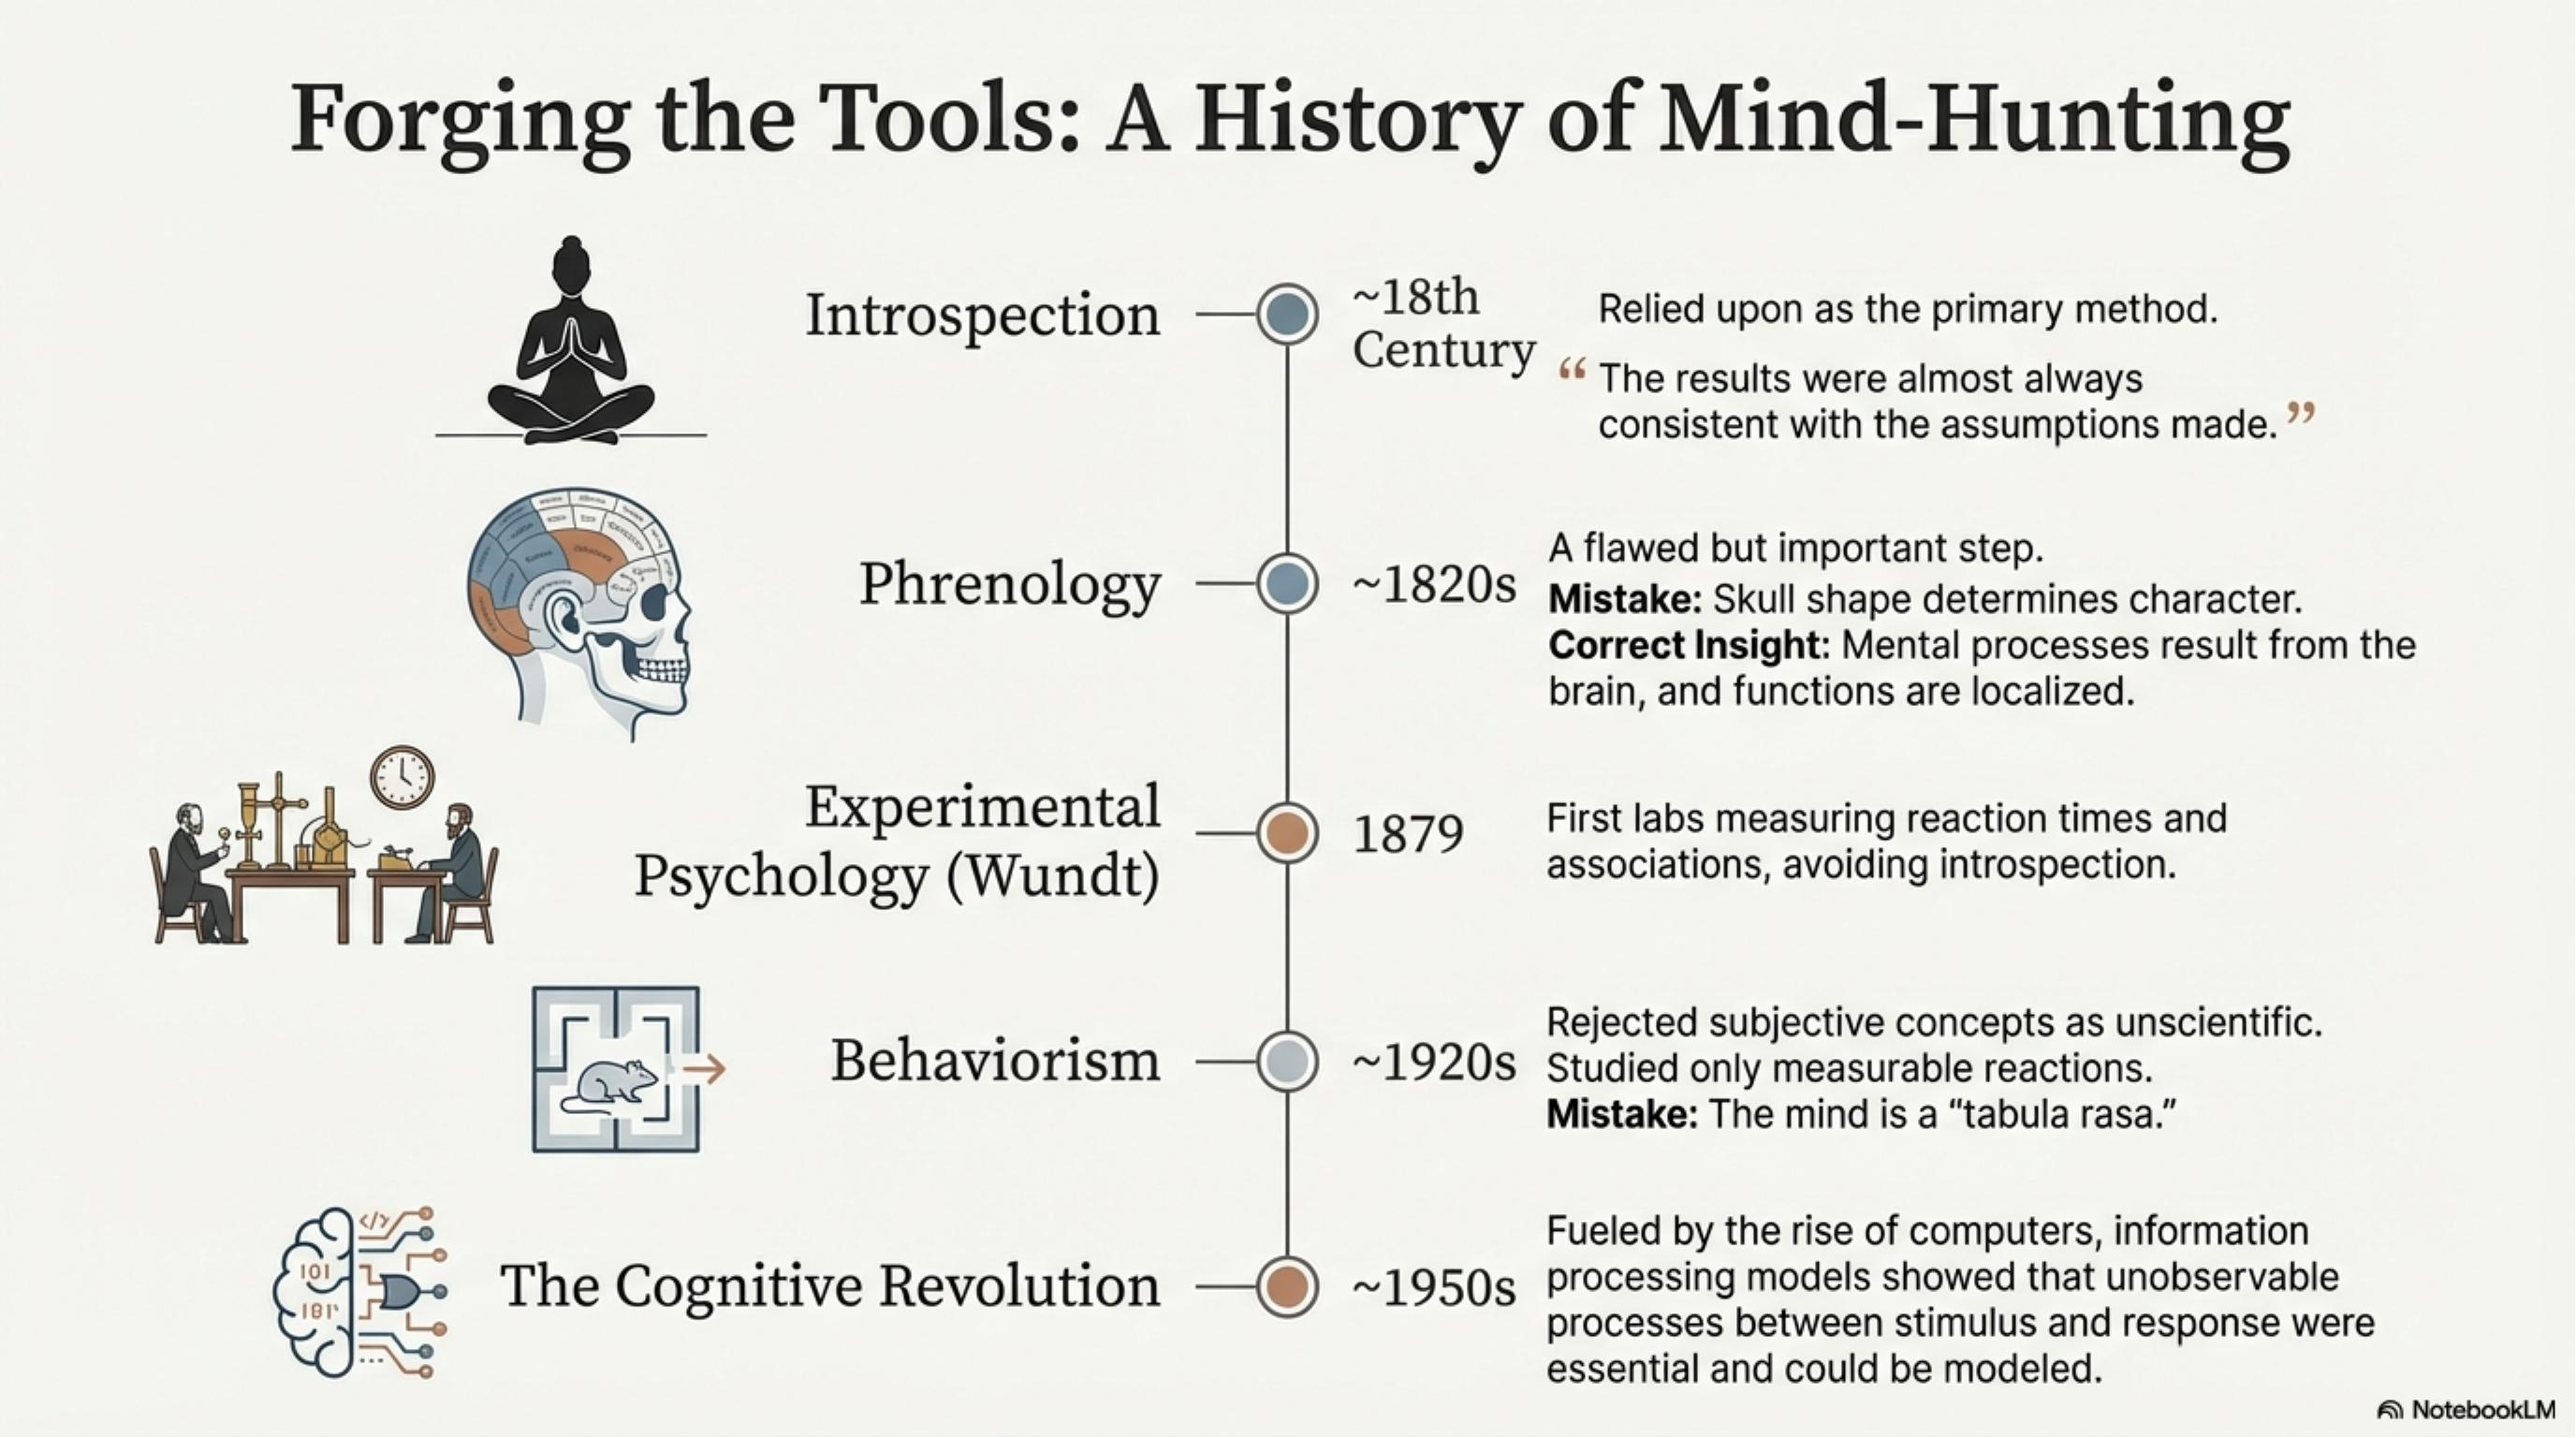 Forging the Tools: A History of Mind-Hunting
Introspection
~18th
Century
Relied upon as the primary method.
“ The results were almost always
consistent with the assumptions made. ”
Phrenology
~1820s
A flawed but important step.
Mistake: Skull shape determines character.
Correct Insight: Mental processes result from the
brain, and functions are localized.
Experimental
Psychology (Wundt)
1879
First labs measuring reaction times and
associations, avoiding introspection.
Behaviorism
~1920s
Rejected subjective concepts as unscientific.
Studied only measurable reactions.
Mistake: The mind is a “tabula rasa.”
</>
101
The Cognitive Revolution
~1950s
Fueled by the rise of computers, information
processing models showed that unobservable
processes between stimulus and response were
essential and could be modeled.
NotebookLM